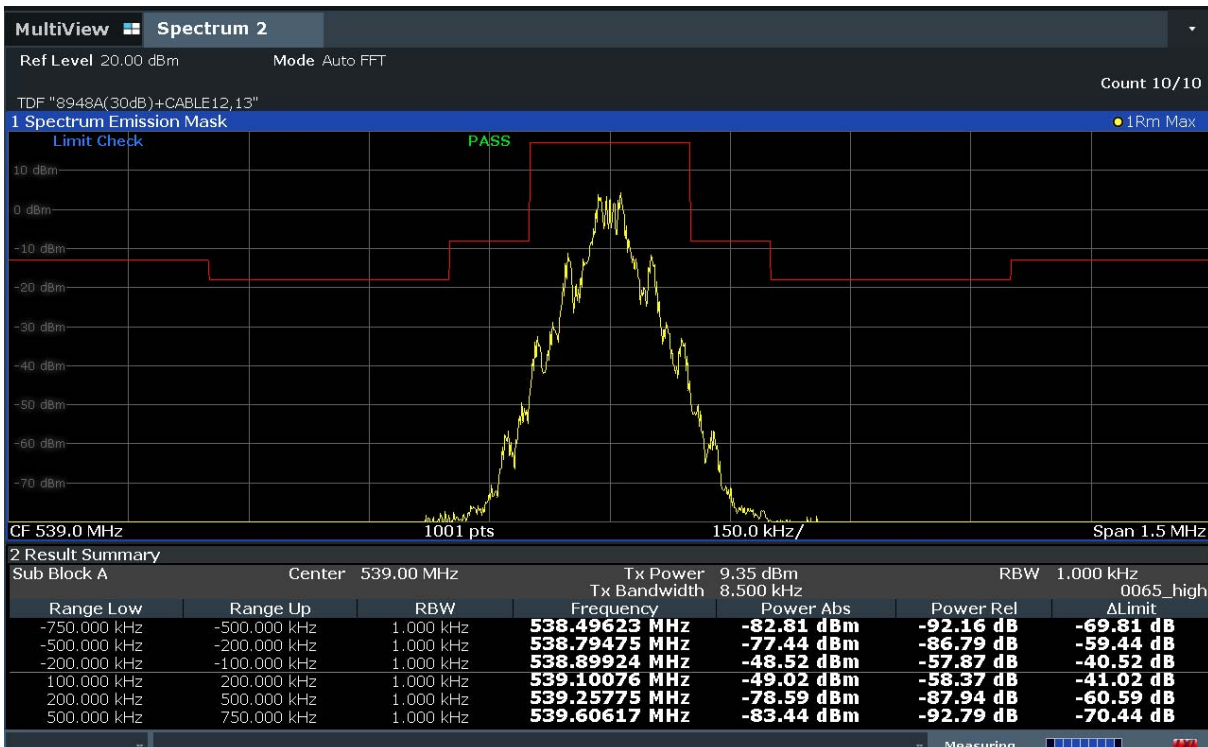 MultiView Spectrum 2
Ref Level 20.00 dBm Mode Auto FFT
Count 10/10
TDF "8948A(30dB)+CABLE12,13"
1 Spectrum Emission Mask 1Rm Max
Limit Check PASS
10 dBm
0 dBm
-10 dBm
-20 dBm
-30 dBm
-40 dBm
-50 dBm
-60 dBm
-70 dBm
CF 539.0 MHz 1001 pts 150.0 kHz/ Span 1.5 MHz
2 Result Summary
Sub Block A Center 539.00 MHz Tx Power 9.35 dBm RBW 1.000 kHz
Tx Bandwidth 8.500 kHz 0065_high
Range Low Range Up RBW Frequency Power Abs Power Rel ΔLimit
-750.000 kHz -500.000 kHz 1.000 kHz 538.49623 MHz -82.81 dBm -92.16 dB -69.81 dB
-500.000 kHz -200.000 kHz 1.000 kHz 538.79475 MHz -77.44 dBm -86.79 dB -59.44 dB
-200.000 kHz -100.000 kHz 1.000 kHz 538.89924 MHz -48.52 dBm -57.87 dB -40.52 dB
100.000 kHz 200.000 kHz 1.000 kHz 539.10076 MHz -49.02 dBm -58.37 dB -41.02 dB
200.000 kHz 500.000 kHz 1.000 kHz 539.25775 MHz -78.59 dBm -87.94 dB -60.59 dB
500.000 kHz 750.000 kHz 1.000 kHz 539.60617 MHz -83.44 dBm -92.79 dB -70.44 dB
Measuring